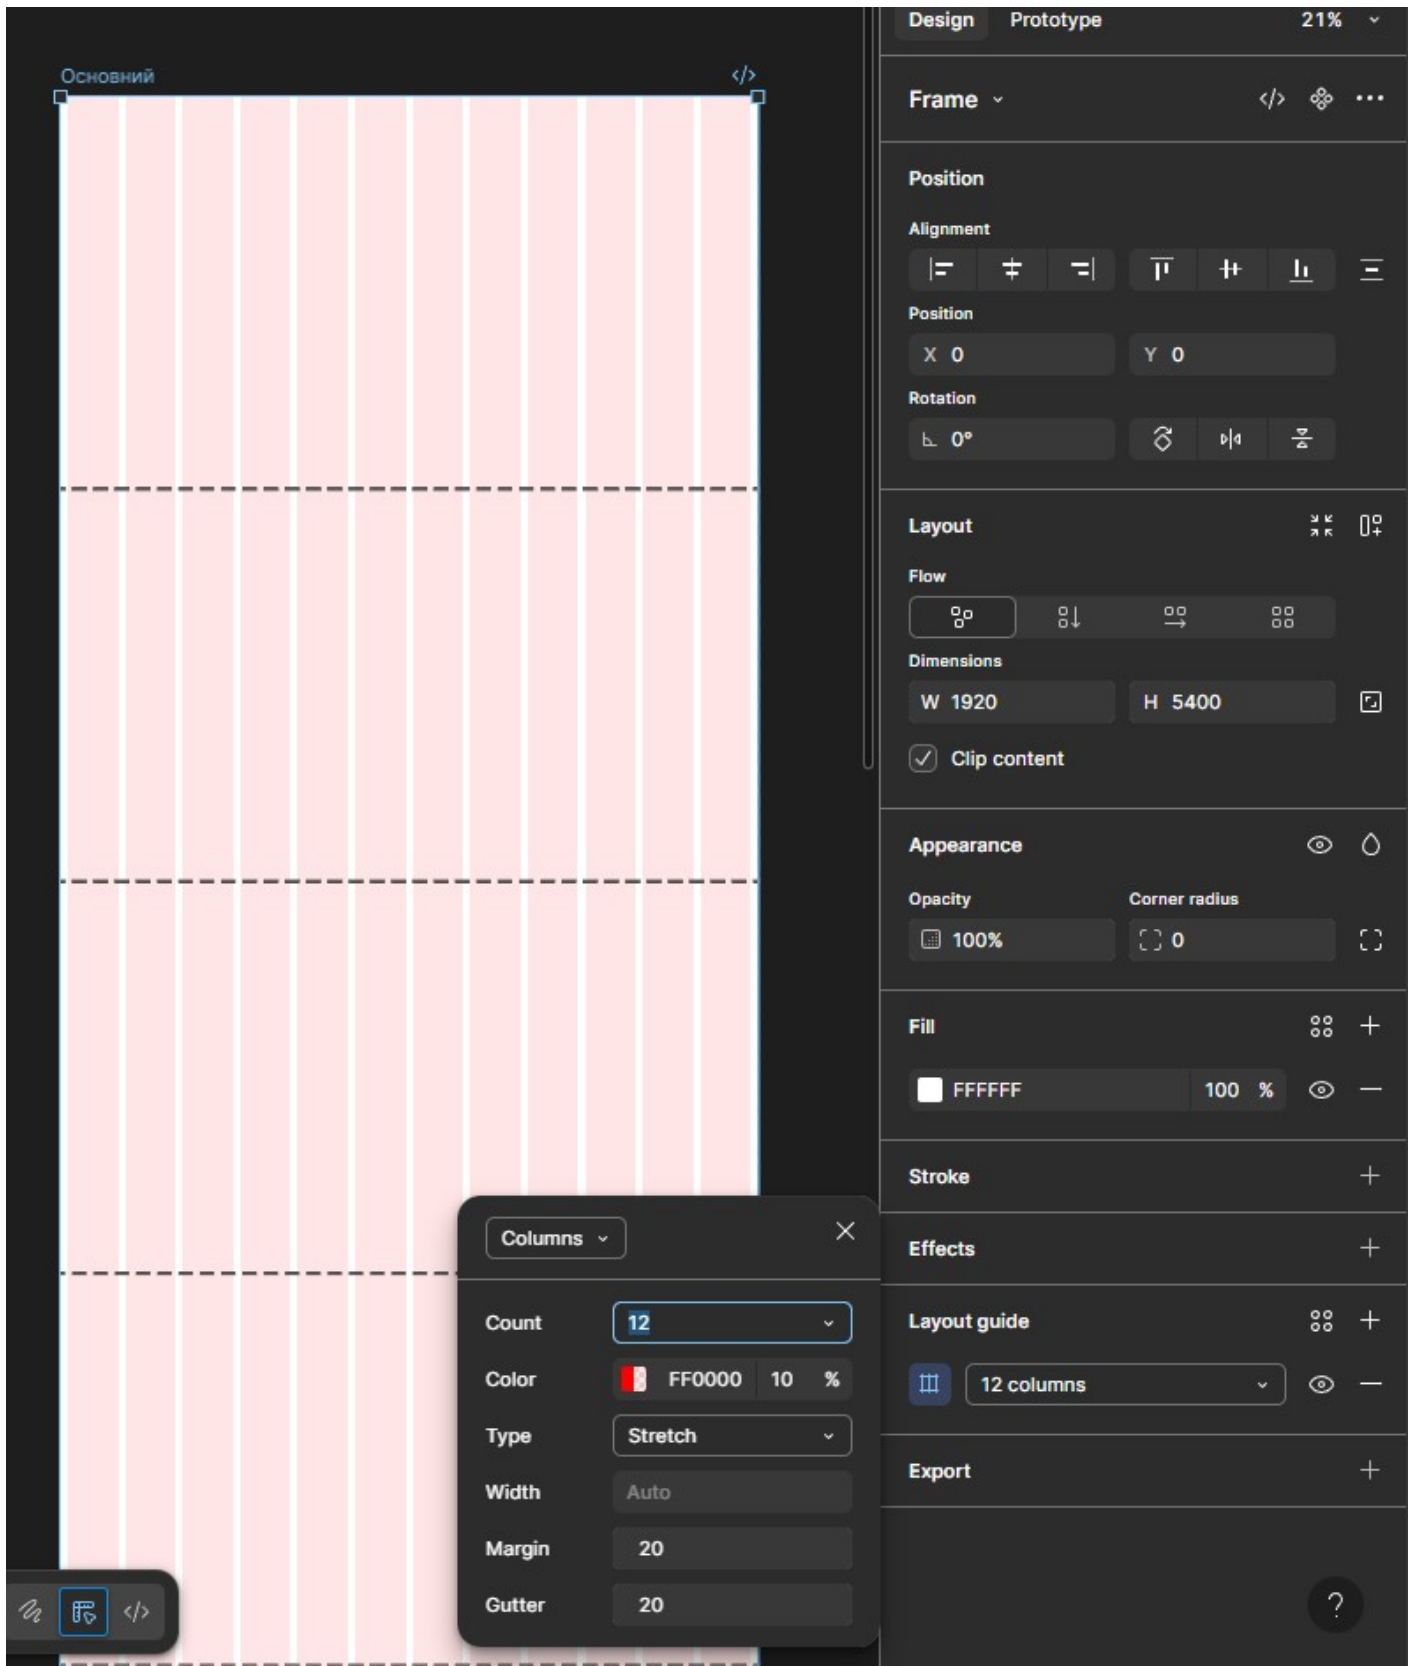 Design Prototype 21%
Основний </>
Frame
Position
Alignment
Position
X 0 Y 0
Rotation
0°
Layout
Flow
Dimensions
W 1920 H 5400
Clip content
Appearance
Opacity Corner radius
100% 0
Fill
FFFFFF 100 %
Stroke
Effects
Layout guide
12 columns
Export
Columns
Count 12
Color FF0000 10 %
Type Stretch
Width Auto
Margin 20
Gutter 20
?